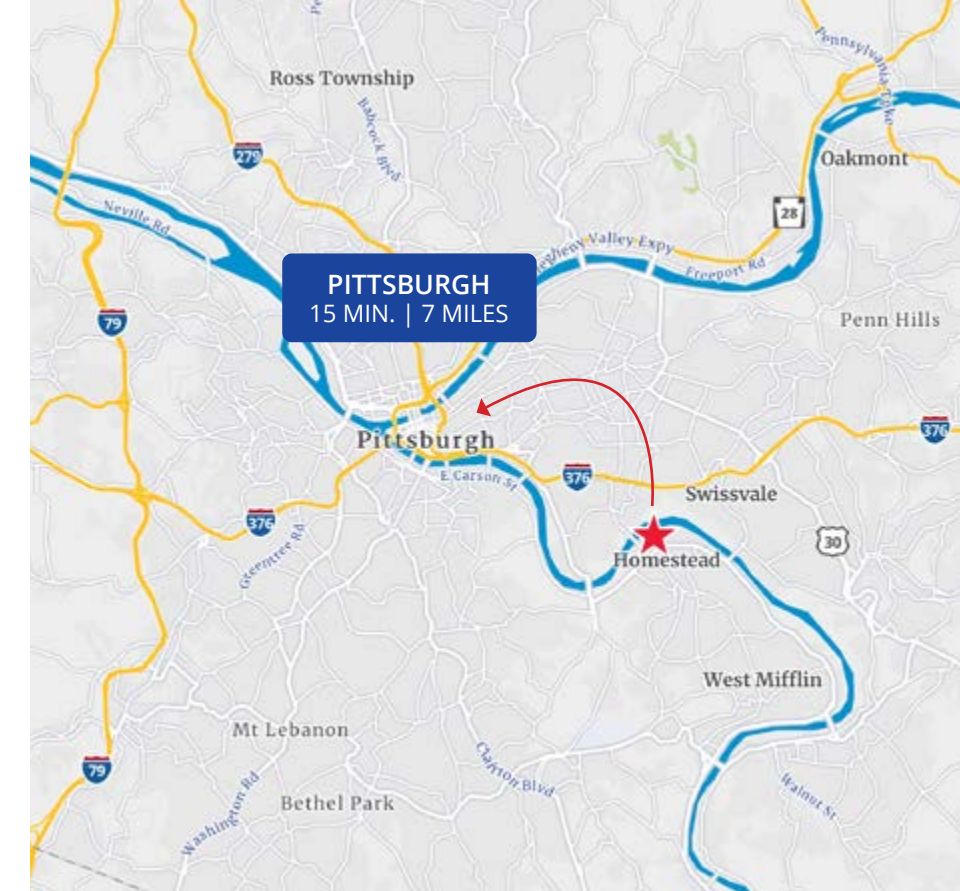 Pe
Pennsylvania Tpke
Ross Township
Babcock Blvd
279
Oakmont
28
Neville Rd
egheny Valley Expy
Freeport Rd
PITTSBURGH
15 MIN. | 7 MILES
79
Penn Hills
376
Pittsburgh
E Carson St
376
Swissvale
376
Greentree Rd
30
Homestead
West Mifflin
Mt Lebanon
79
Clairton Blvd
Walnut St
Bethel Park
Washington Rd